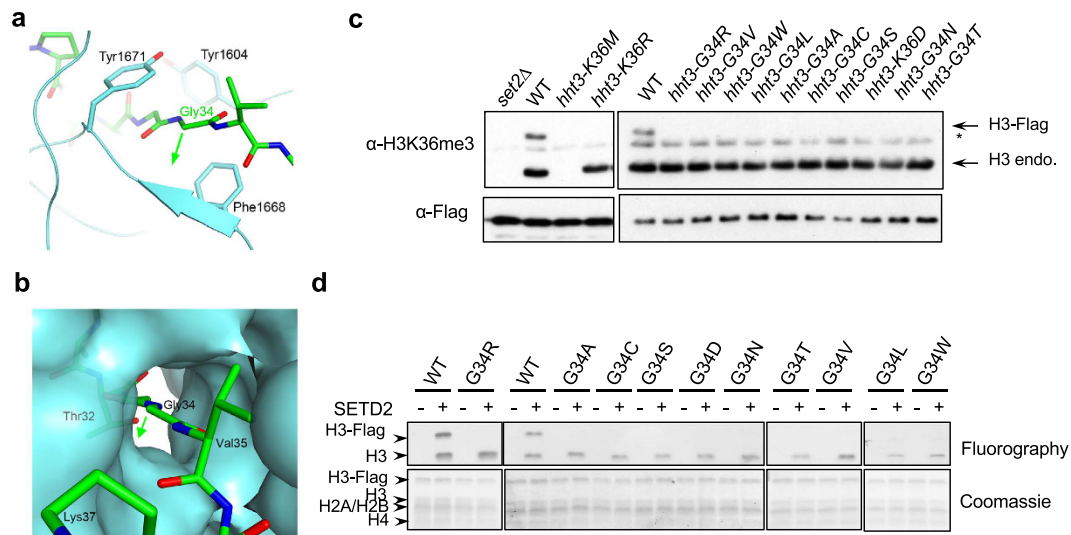 a
Tyr1671
Tyr1604
Gly34
Phe1668
b
Thr32
Gly34
Val35
Lys37
c
set2Δ
WT
hht3-K36M
hht3-K36R
WT
hht3-G34R
hht3-G34V
hht3-G34W
hht3-G34L
hht3-G34A
hht3-G34C
hht3-G34S
hht3-K36D
hht3-G34N
hht3-G34T
α-H3K36me3
H3-Flag
*
H3 endo.
α-Flag
d
WT G34R WT G34A G34C G34S G34D G34N G34T G34V G34L G34W
SETD2 - + - + - + - + - + - + - + - + - + - + - + - +
H3-Flag
H3
Fluorography
H3-Flag
H3
H2A/H2B
H4
Coomassie